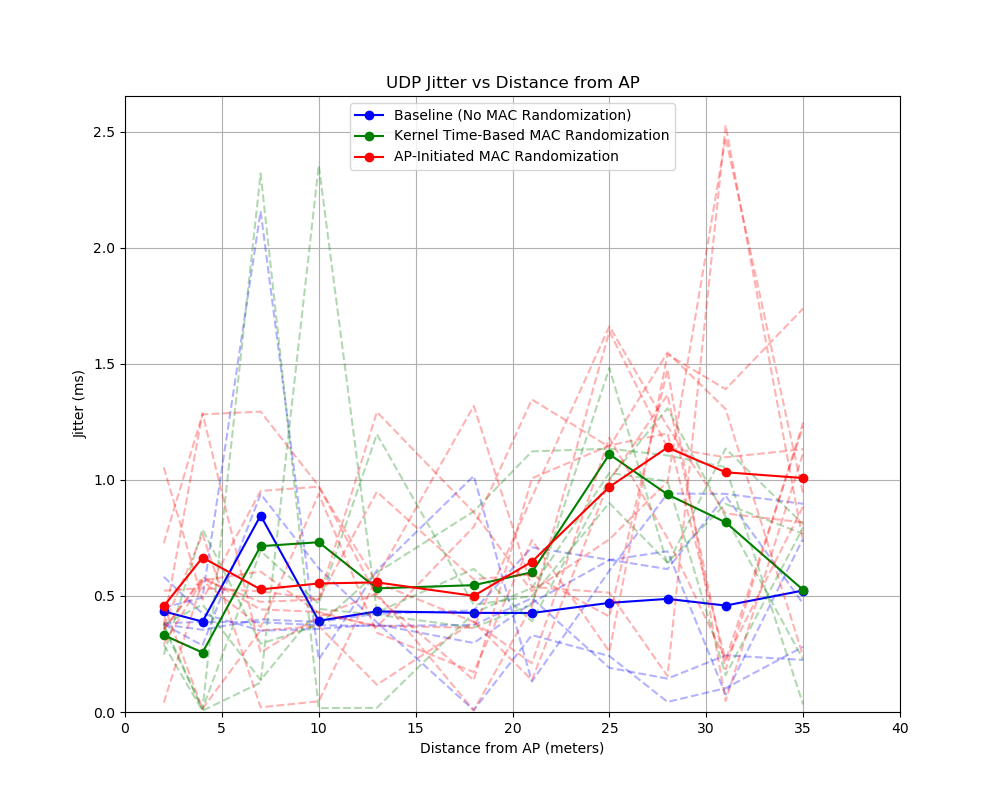 UDP Jitter vs Distance from AP
Baseline (No MAC Randomization)
Kernel Time-Based MAC Randomization
AP-Initiated MAC Randomization
Jitter (ms)
2.5
2.0
1.5
1.0
0.5
0.0
0 5 10 15 20 25 30 35 40
Distance from AP (meters)